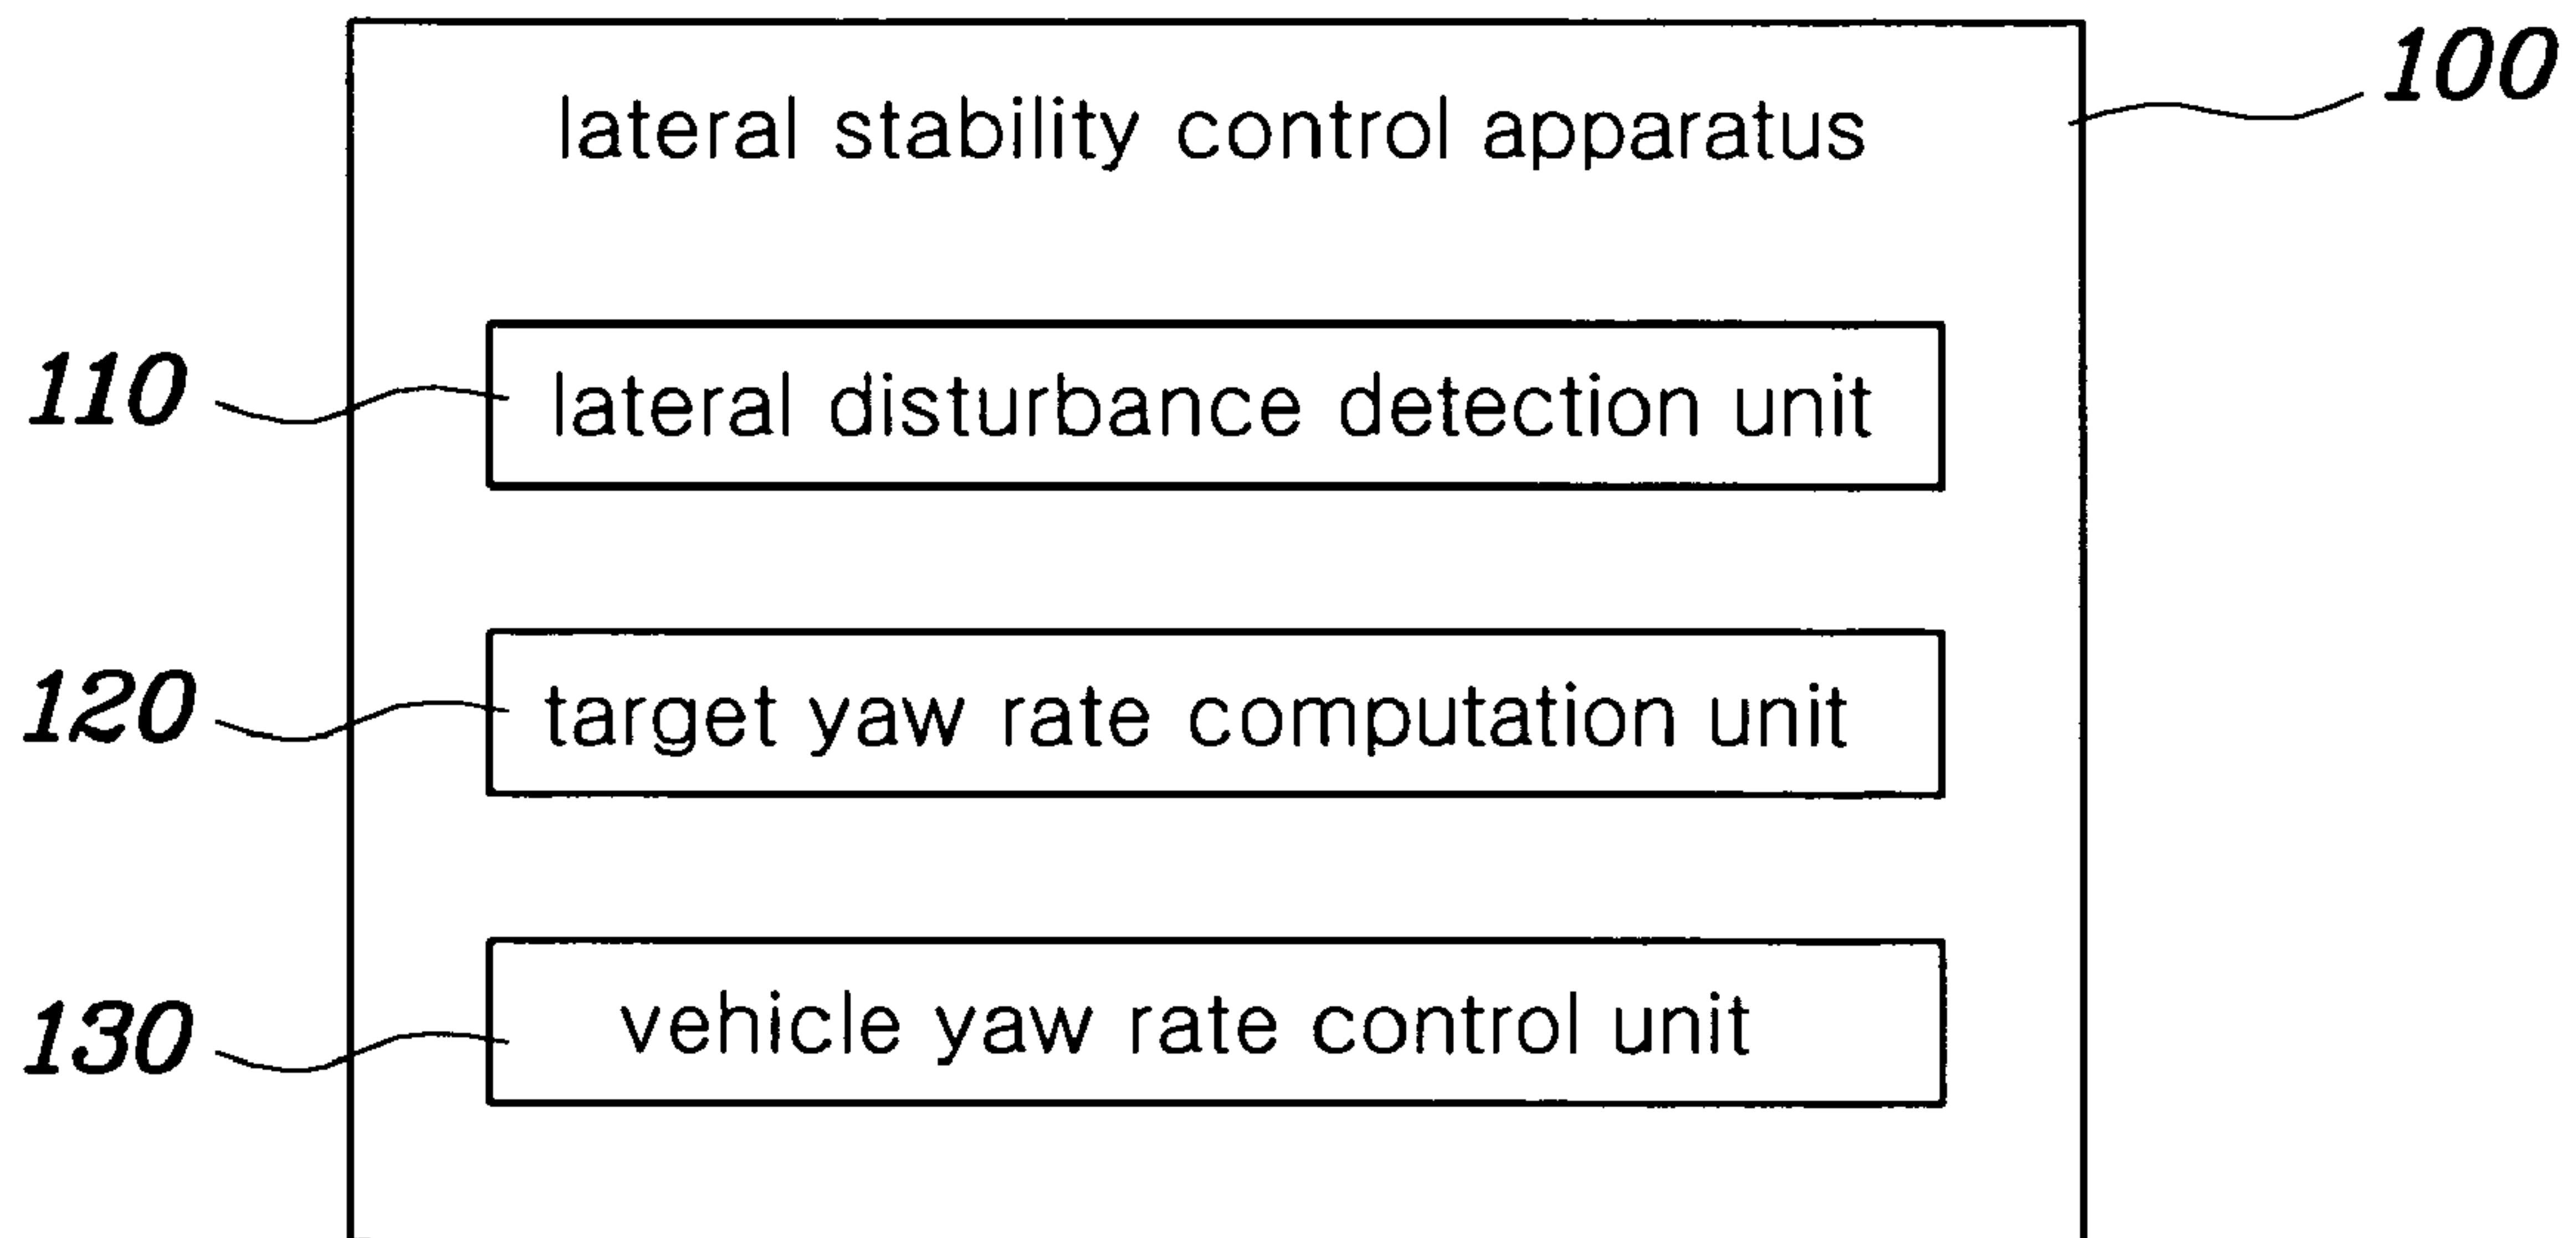 lateral stability control apparatus
100
110
lateral disturbance detection unit
120
target yaw rate computation unit
130
vehicle yaw rate control unit